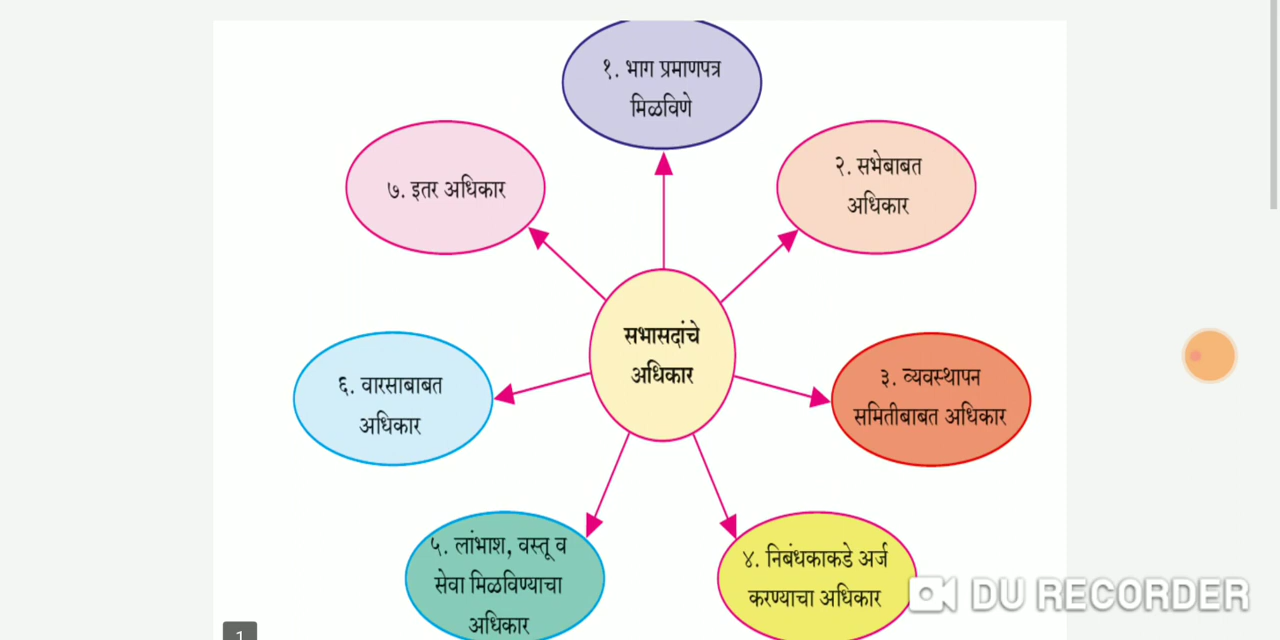 १. भाग प्रमाणपत्र
मिळविणे
२. सभेबाबत
अधिकार
३. व्यवस्थापन
समितीबाबत अधिकार
४. निबंधकाकडे अर्ज
करण्याचा अधिकार
५. लांभाश, वस्तू व
सेवा मिळविण्याचा
अधिकार
६. वारसाबाबत
अधिकार
७. इतर अधिकार
सभासदांचे
अधिकार
1
DU RECORDER